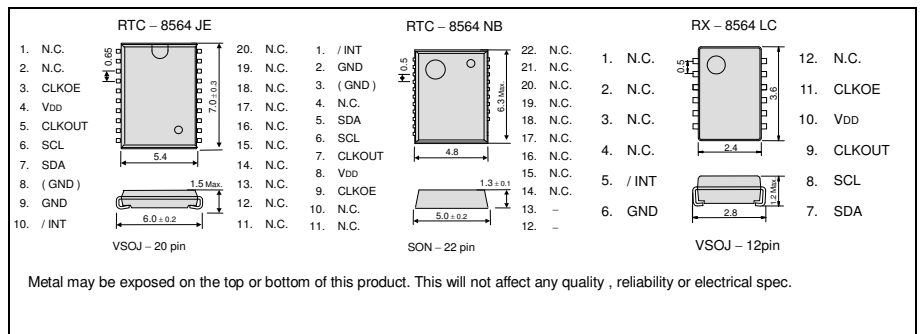 RTC – 8564 JE
1. N.C.
2. N.C.
3. CLKOE
4. VDD
5. CLKOUT
6. SCL
7. SDA
8. ( GND )
9. GND
10. / INT
0.65
7.0 ± 0.3
5.4
1.5 Max.
6.0 ± 0.2
20. N.C.
19. N.C.
18. N.C.
17. N.C.
16. N.C.
15. N.C.
14. N.C.
13. N.C.
12. N.C.
11. N.C.
VSOJ – 20 pin
RTC – 8564 NB
1. / INT
2. GND
3. ( GND )
4. N.C.
5. SDA
6. SCL
7. CLKOUT
8. VDD
9. CLKOE
10. N.C.
11. N.C.
0.5
6.3 Max.
4.8
1.3 ± 0.1
5.0 ± 0.2
22. N.C.
21. N.C.
20. N.C.
19. N.C.
18. N.C.
17. N.C.
16. N.C.
15. N.C.
14. N.C.
13. –
12. –
SON – 22 pin
RX – 8564 LC
1. N.C.
2. N.C.
3. N.C.
4. N.C.
5. / INT
6. GND
0.5
3.6
2.4
1.2 Max.
2.8
12. N.C.
11. CLKOE
10. VDD
9. CLKOUT
8. SCL
7. SDA
VSOJ – 12pin
Metal may be exposed on the top or bottom of this product. This will not affect any quality , reliability or electrical spec.